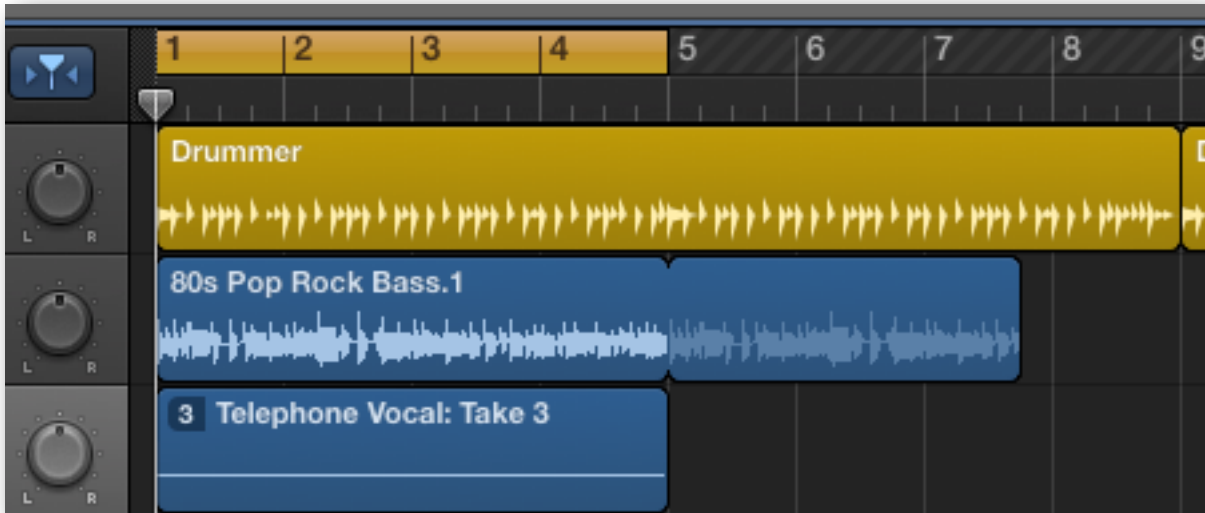 1 2 3 4 5 6 7 8 9
Drummer D
L R
80s Pop Rock Bass.1
L R
3 Telephone Vocal: Take 3
L R